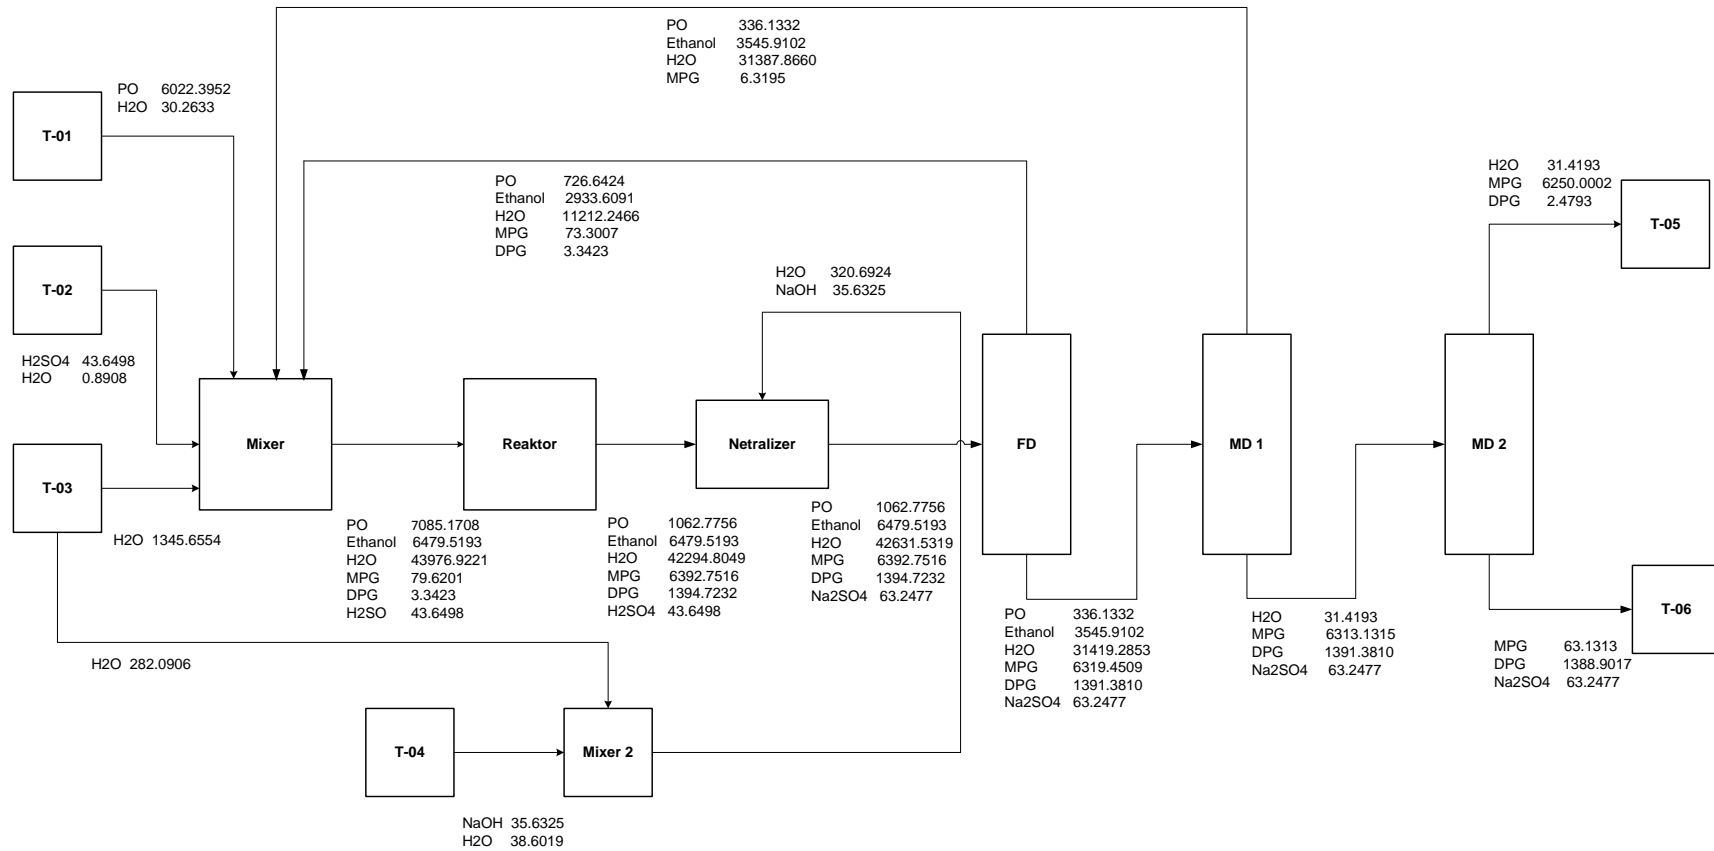 PO 336.1332
Ethanol 3545.9102
H2O 31387.8660
MPG 6.3195
PO 6022.3952
H2O 30.2633
T-01
PO 726.6424
Ethanol 2933.6091
H2O 11212.2466
MPG 73.3007
DPG 3.3423
H2O 31.4193
MPG 6250.0002
DPG 2.4793
T-05
T-02
H2O 320.6924
NaOH 35.6325
H2SO4 43.6498
H2O 0.8908
Mixer
Reaktor
Netralizer
FD
MD 1
MD 2
T-03
H2O 1345.6554
PO 7085.1708
Ethanol 6479.5193
H2O 43976.9221
MPG 79.6201
DPG 3.3423
H2SO 43.6498
PO 1062.7756
Ethanol 6479.5193
H2O 42294.8049
MPG 6392.7516
DPG 1394.7232
H2SO4 43.6498
PO 1062.7756
Ethanol 6479.5193
H2O 42631.5319
MPG 6392.7516
DPG 1394.7232
Na2SO4 63.2477
PO 336.1332
Ethanol 3545.9102
H2O 31419.2853
MPG 6319.4509
DPG 1391.3810
Na2SO4 63.2477
H2O 31.4193
MPG 6313.1315
DPG 1391.3810
Na2SO4 63.2477
T-06
MPG 63.1313
DPG 1388.9017
Na2SO4 63.2477
H2O 282.0906
T-04
Mixer 2
NaOH 35.6325
H2O 38.6019